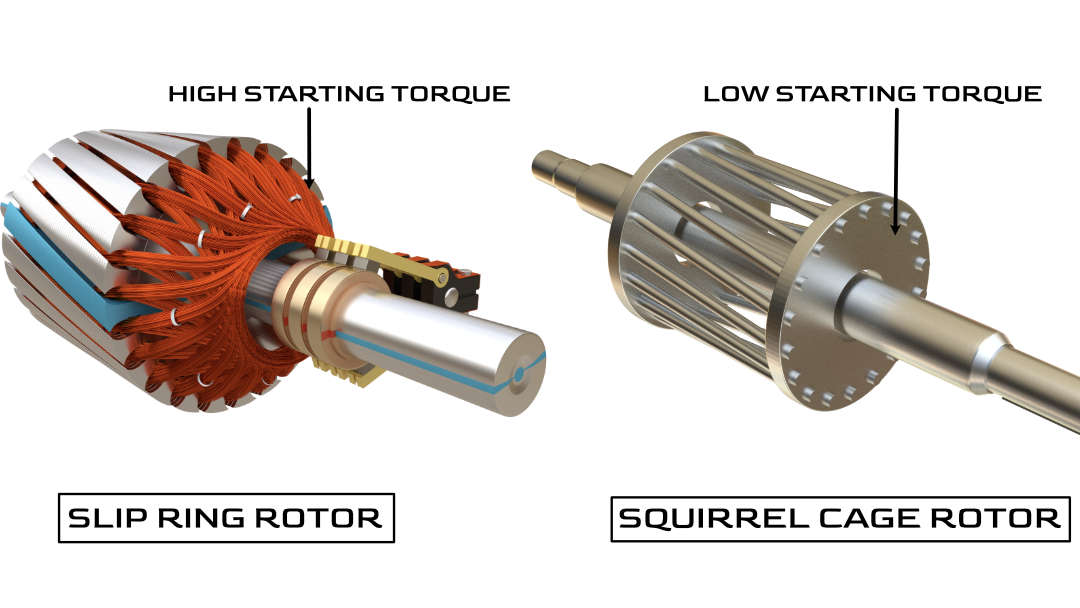 HIGH STARTING TORQUE
LOW STARTING TORQUE
SLIP RING ROTOR
SQUIRREL CAGE ROTOR